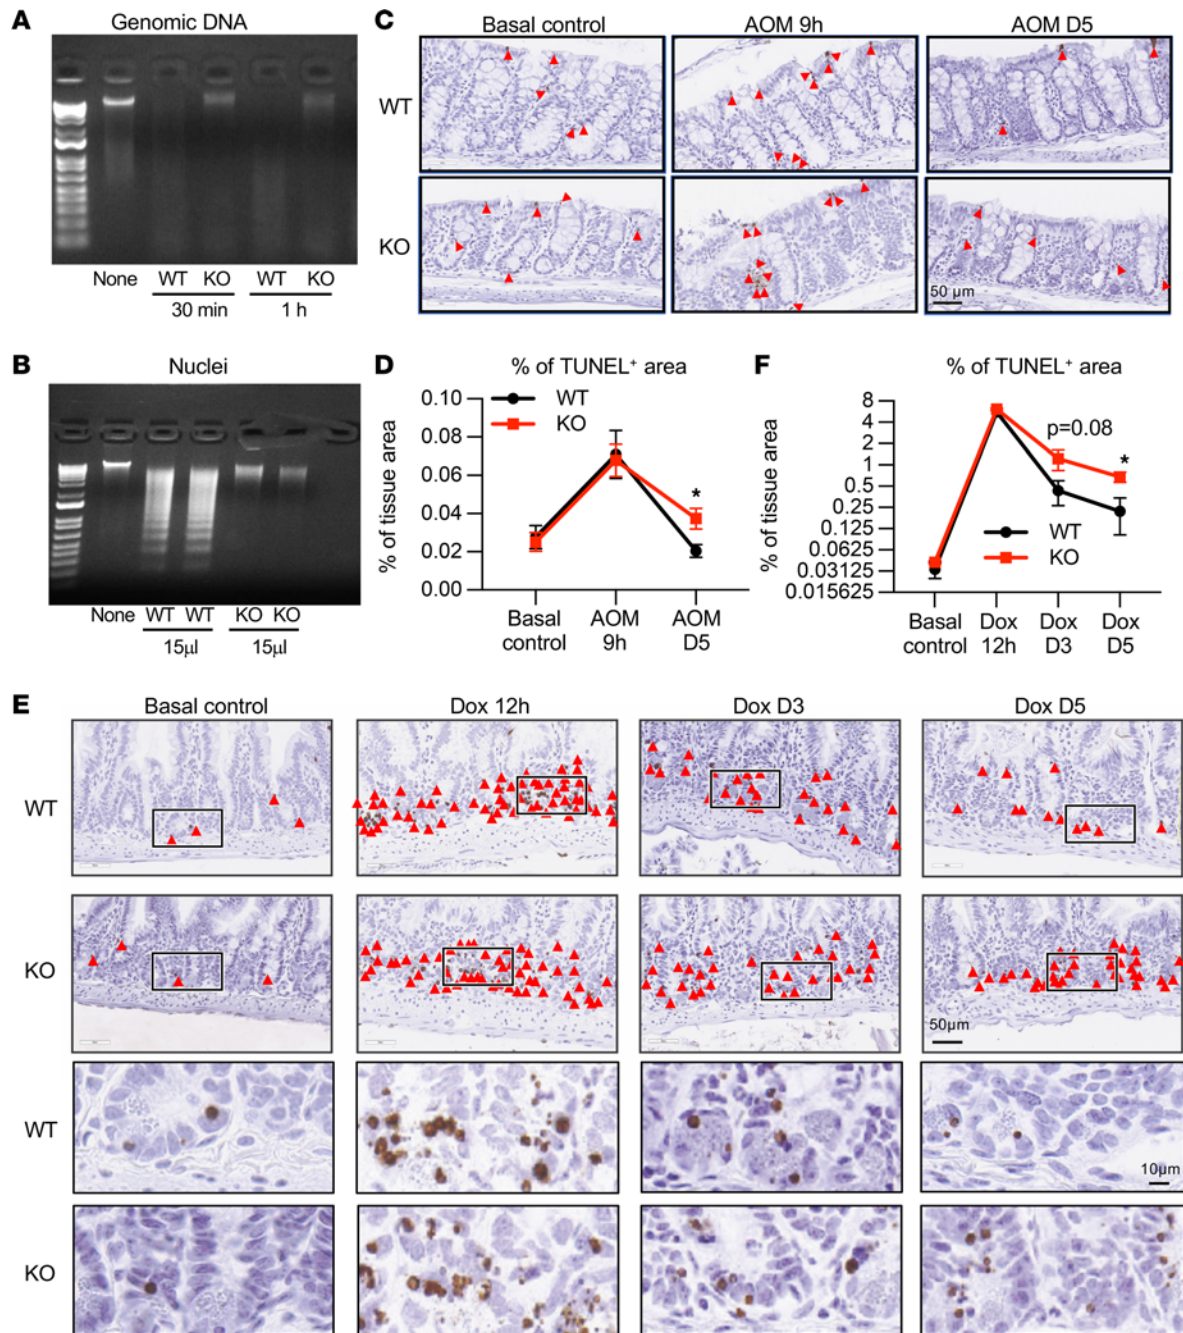 A
Genomic DNA
None
WT KO WT KO
30 min 1 h
B
Nuclei
None WT WT KO KO
15µl 15µl
C
Basal control AOM 9h AOM D5
WT
KO
50 µm
D
% of TUNEL⁺ area
% of tissue area
0.10
0.08
0.06
0.04
0.02
0.00
WT
KO
*
Basal control
AOM 9h
AOM D5
F
% of TUNEL⁺ area
% of tissue area
8
4
2
1
0.5
0.25
0.125
0.0625
0.03125
0.015625
p=0.08
*
WT
KO
Basal control
Dox 12h
Dox D3
Dox D5
E
Basal control Dox 12h Dox D3 Dox D5
WT
KO
50µm
WT
10µm
KO